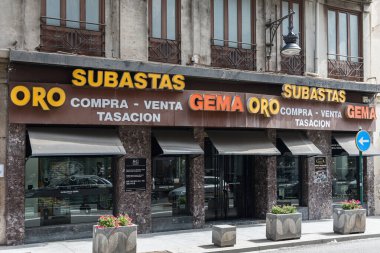 ORO SUBASTAS GEMA ORO SUBASTAS GEMA
COMPRA - VENTA COMPRA - VENTA
TASACION TASACION